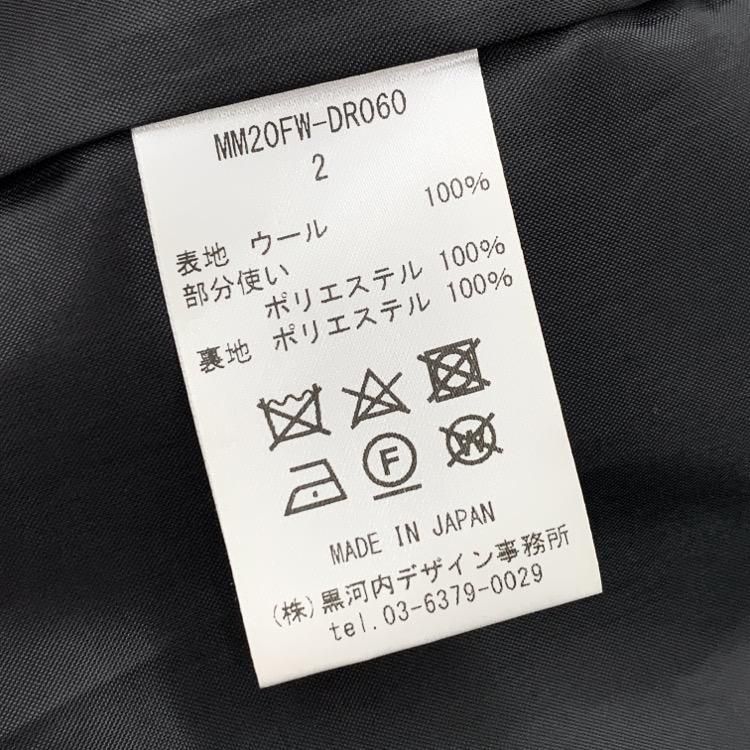 MM20FW-DR060
2
表地 ウール 100%
部分使い
ポリエステル 100%
裏地 ポリエステル 100%
F
W
MADE IN JAPAN
(株)黒河内デザイン事務所
tel.03-6379-0029